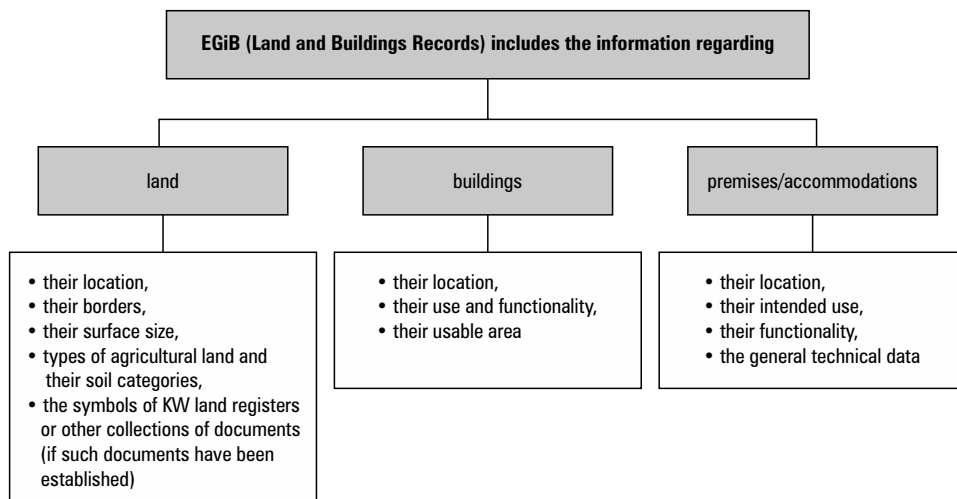 EGiB (Land and Buildings Records) includes the information regarding
land
• their location,
• their borders,
• their surface size,
• types of agricultural land and
their soil categories,
• the symbols of KW land registers
or other collections of documents
(if such documents have been
established)
buildings
• their location,
• their use and functionality,
• their usable area
premises/accommodations
• their location,
• their intended use,
• their functionality,
• the general technical data